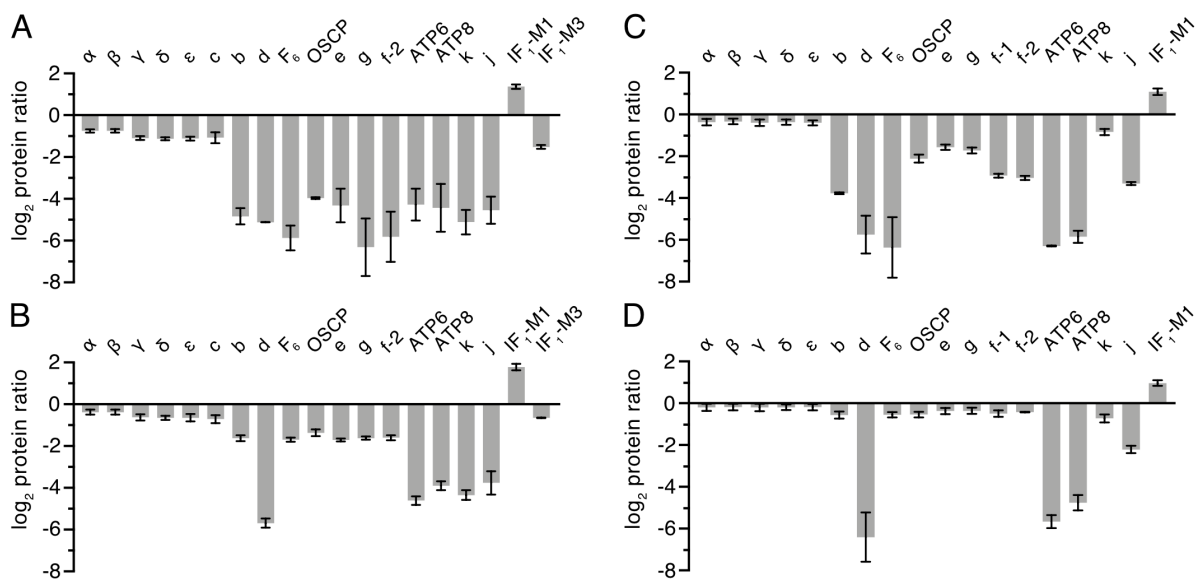 A
α β γ δ ε c b d F₆ OSCP e g f-2 ATP6 ATP8 k j IF₁-M1 IF₁-M3
log₂ protein ratio
2
0
-2
-4
-6
-8
C
α β γ δ ε b d F₆ OSCP e g f-1 f-2 ATP6 ATP8 k j IF₁-M1
log₂ protein ratio
2
0
-2
-4
-6
-8
B
α β γ δ ε c b d F₆ OSCP e g f-2 ATP6 ATP8 k j IF₁-M1 IF₁-M3
log₂ protein ratio
2
0
-2
-4
-6
-8
D
α β γ δ ε b d F₆ OSCP e g f-1 f-2 ATP6 ATP8 k j IF₁-M1
log₂ protein ratio
2
0
-2
-4
-6
-8